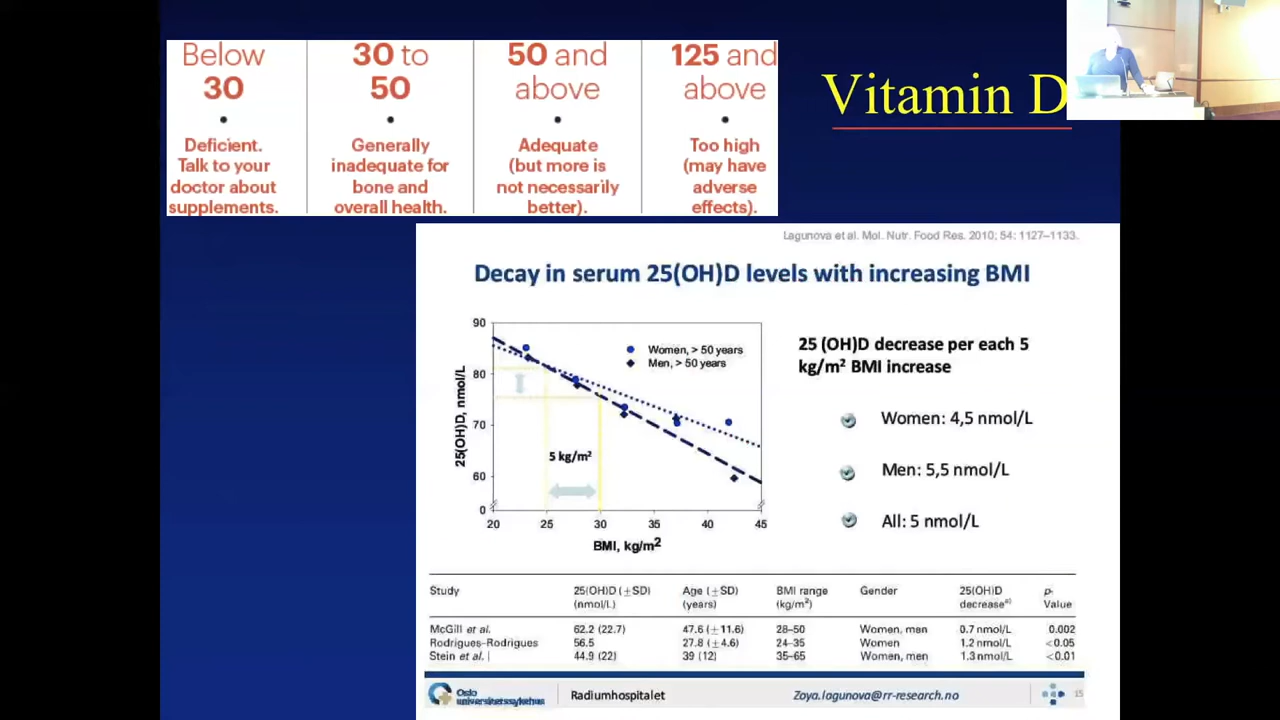 Below
30
Deficient.
Talk to your
doctor about
supplements.
30 to
50
Generally
inadequate for
bone and
overall health.
50 and
above
Adequate
(but more is
not necessarily
better).
125 and
above
Too high
(may have
adverse
effects).
Vitamin D
Lagunova et al. Mol. Nutr. Food Res. 2010; 54: 1127–1133.
Decay in serum 25(OH)D levels with increasing BMI
25(OH)D, nmol/L
90
80
70
60
0
Women, > 50 years
Men, > 50 years
5 kg/m²
20 25 30 35 40 45
BMI, kg/m²
25 (OH)D decrease per each 5
kg/m² BMI increase
Women: 4,5 nmol/L
Men: 5,5 nmol/L
All: 5 nmol/L
Study 25(OH)D (±SD) Age (±SD) BMI range Gender 25(OH)D p-
(nmol/L) (years) (kg/m²) decrease Value
McGill et al. 62.2 (22.7) 47.6 (±11.6) 28–50 Women, men 0.7 nmol/L 0.002
Rodrigues-Rodrigues 56.5 27.8 (±4.6) 24–35 Women 1.2 nmol/L <0.05
Stein et al. 44.9 (22) 39 (12) 35–65 Women, men 1.3 nmol/L <0.01
Oslo
universitetssykehus
Radiumhospitalet
Zoya.lagunova@rr-research.no
15